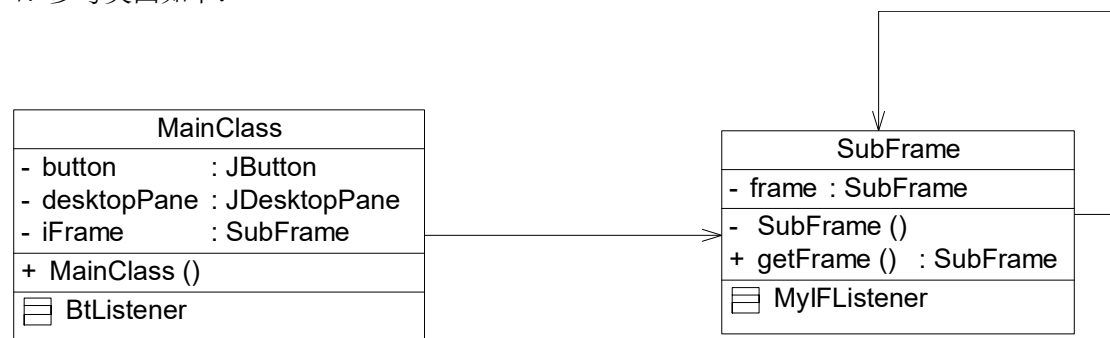 MainClass
- button : JButton
- desktopPane : JDesktopPane
- iFrame : SubFrame
+ MainClass ()
BtListener
SubFrame
- frame : SubFrame
- SubFrame ()
+ getFrame () : SubFrame
MyIFListener